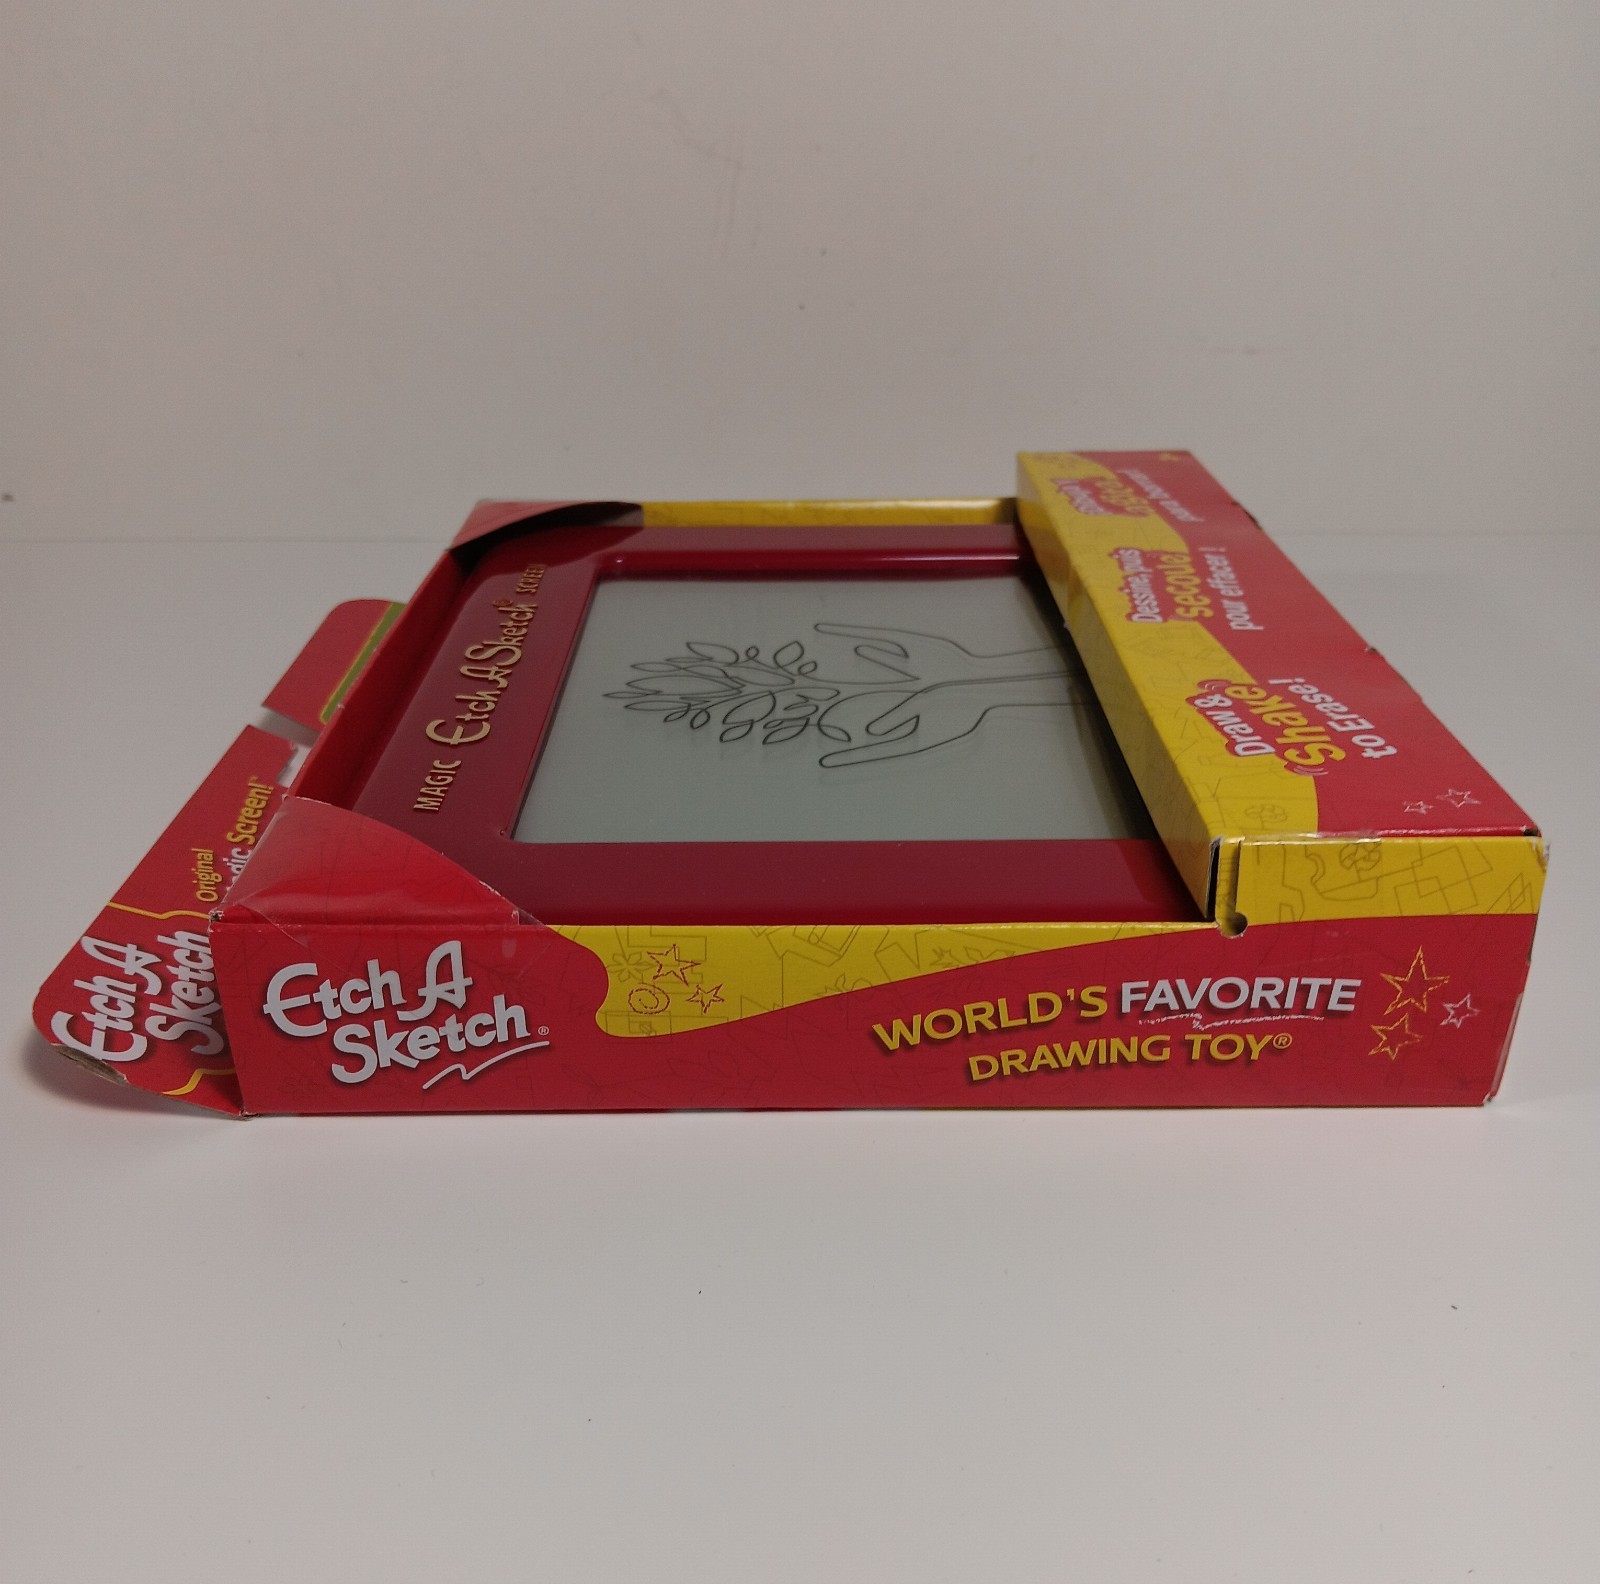 MAGIC Etch A Sketch® SCREEN
Draw &
Shake
to Erase!
Dessine, puis
secoue,
pour effacer !
Original
Screen!™
Etch A
Sketch
Etch A
Sketch®
WORLD'S FAVORITE
DRAWING TOY®